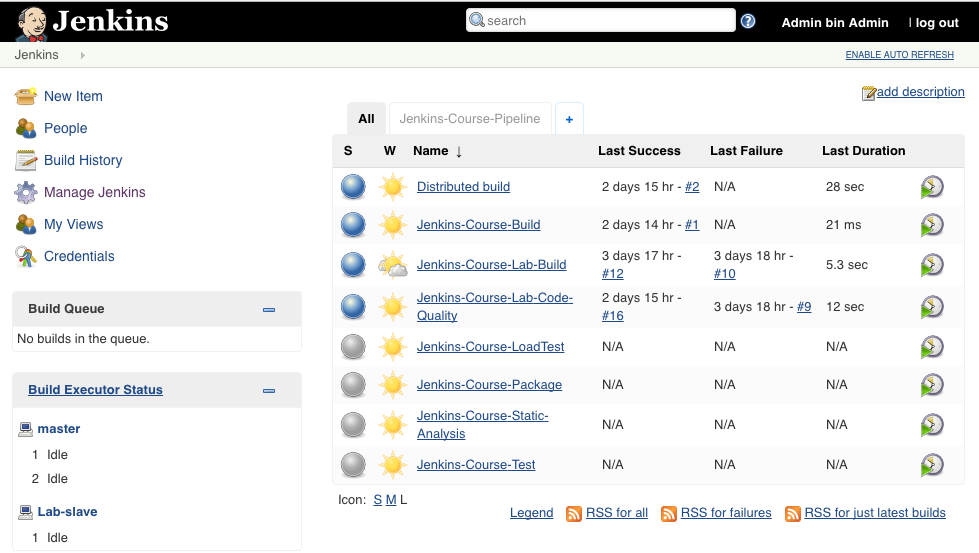 Jenkins
search
Admin bin Admin | log out
Jenkins
ENABLE AUTO REFRESH
New Item
People
Build History
Manage Jenkins
My Views
Credentials
Build Queue
No builds in the queue.
Build Executor Status
master
1 Idle
2 Idle
Lab-slave
1 Idle
add description
All Jenkins-Course-Pipeline +
S W Name ↓ Last Success Last Failure Last Duration
Distributed build 2 days 15 hr - #2 N/A 28 sec
Jenkins-Course-Build 2 days 14 hr - #1 N/A 21 ms
Jenkins-Course-Lab-Build 3 days 17 hr - #12 3 days 18 hr - #10 5.3 sec
Jenkins-Course-Lab-Code-Quality 2 days 15 hr - #16 3 days 18 hr - #9 12 sec
Jenkins-Course-LoadTest N/A N/A N/A
Jenkins-Course-Package N/A N/A N/A
Jenkins-Course-Static-Analysis N/A N/A N/A
Jenkins-Course-Test N/A N/A N/A
Icon: S M L
Legend RSS for all RSS for failures RSS for just latest builds